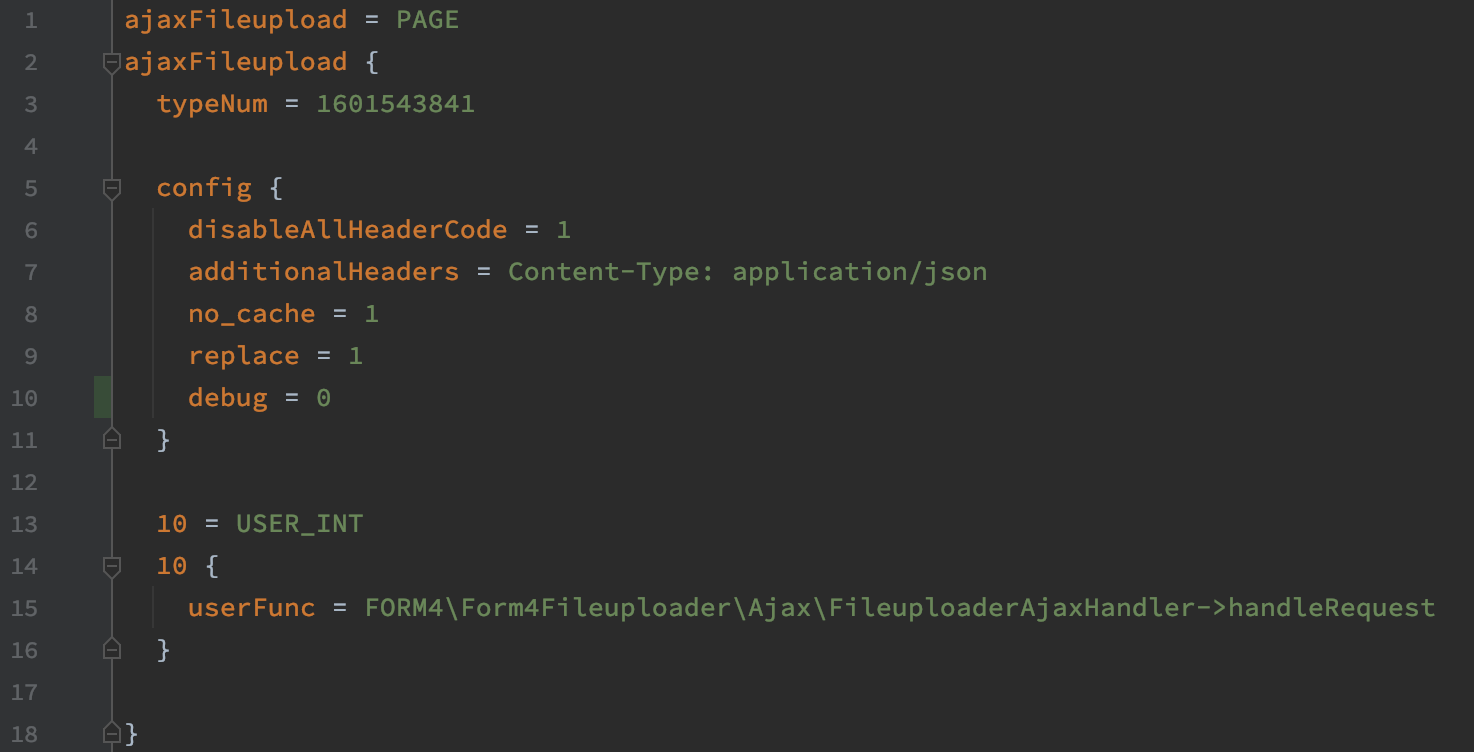 1 ajaxFileupload = PAGE
2 ajaxFileupload {
3   typeNum = 1601543841
4
5   config {
6     disableAllHeaderCode = 1
7     additionalHeaders = Content-Type: application/json
8     no_cache = 1
9     replace = 1
10     debug = 0
11   }
12
13   10 = USER_INT
14   10 {
15     userFunc = FORM4\Form4Fileuploader\Ajax\FileuploaderAjaxHandler->handleRequest
16   }
17
18 }